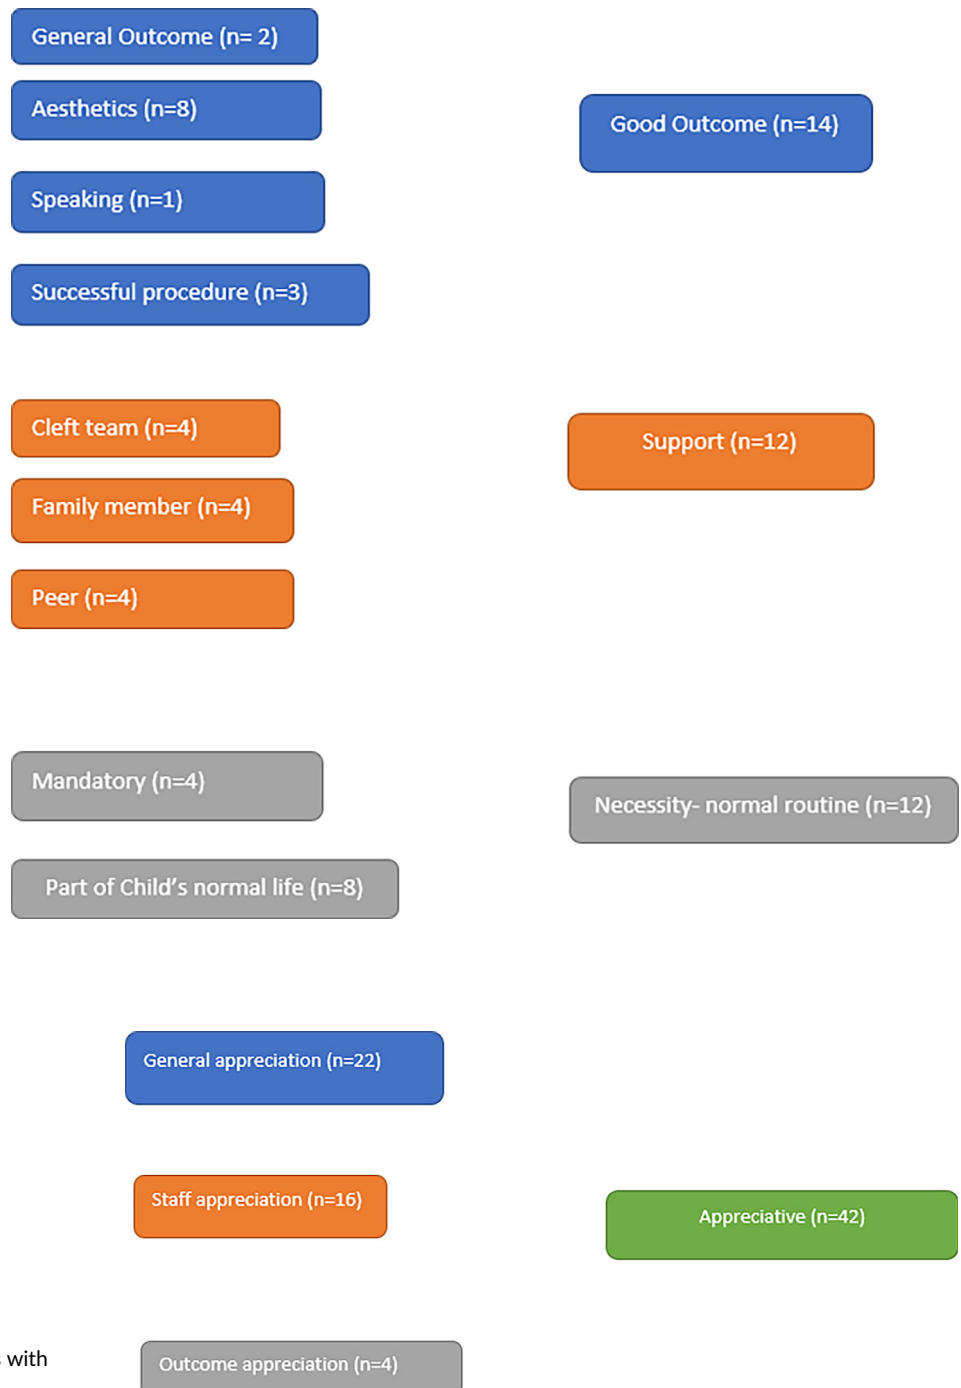 General Outcome (n= 2)
Aesthetics (n=8)
Good Outcome (n=14)
Speaking (n=1)
Successful procedure (n=3)
Cleft team (n=4)
Support (n=12)
Family member (n=4)
Peer (n=4)
Mandatory (n=4)
Necessity- normal routine (n=12)
Part of Child's normal life (n=8)
General appreciation (n=22)
Staff appreciation (n=16)
Appreciative (n=42)
with
Outcome appreciation (n=4)